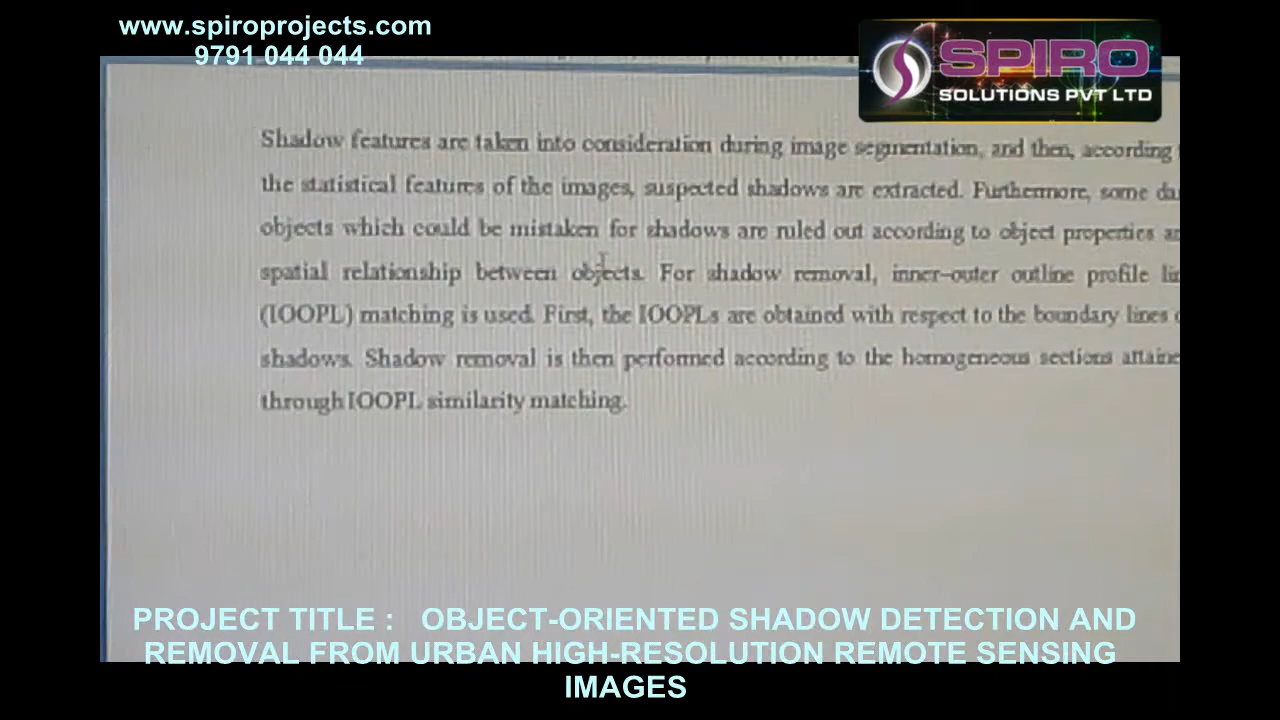 www.spiroprojects.com
9791 044 044
SPIRO
SOLUTIONS PVT LTD
Shadow features are taken into consideration during image segmentation, and then, according
the statistical features of the images, suspected shadows are extracted. Furthermore, some
objects which could be mistaken for shadows are ruled out according to object properties
spatial relationship between objects. For shadow removal, inner–outer outline profile
(IOOPL) matching is used. First, the IOOPLs are obtained with respect to the boundary lines
shadows. Shadow removal is then performed according to the homogeneous sections
through IOOPL similarity matching.
PROJECT TITLE : OBJECT-ORIENTED SHADOW DETECTION AND
REMOVAL FROM URBAN HIGH-RESOLUTION REMOTE SENSING
IMAGES